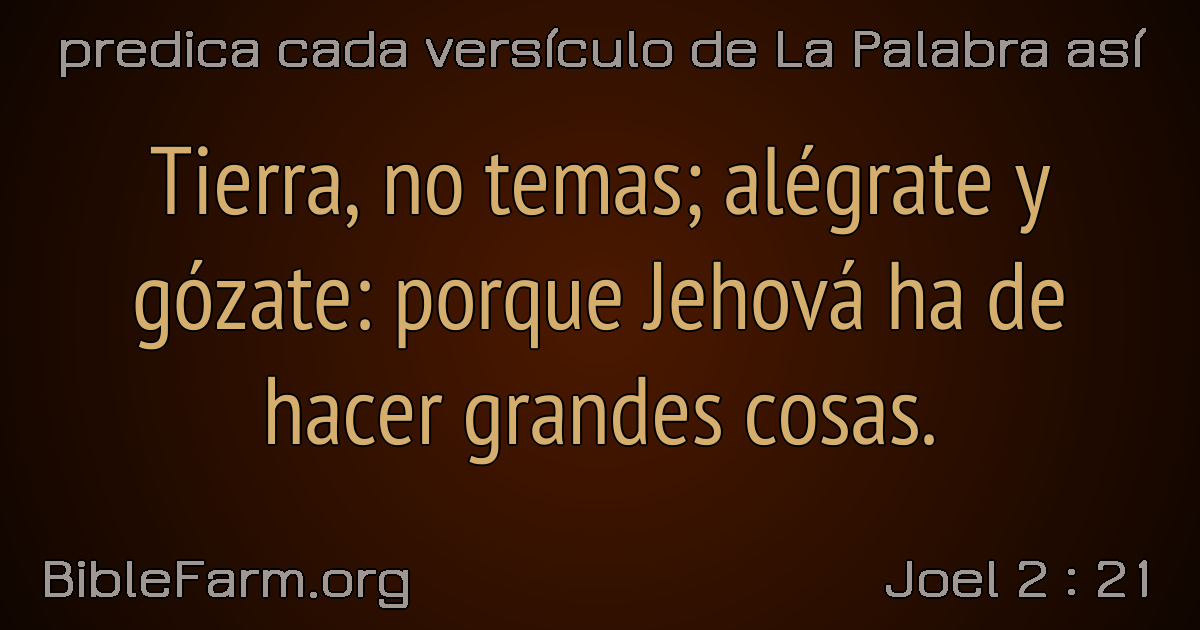 predica cada versículo de La Palabra así
Tierra, no temas; alégrate y
gózate: porque Jehová ha de
hacer grandes cosas.
BibleFarm.org
Joel 2 : 21